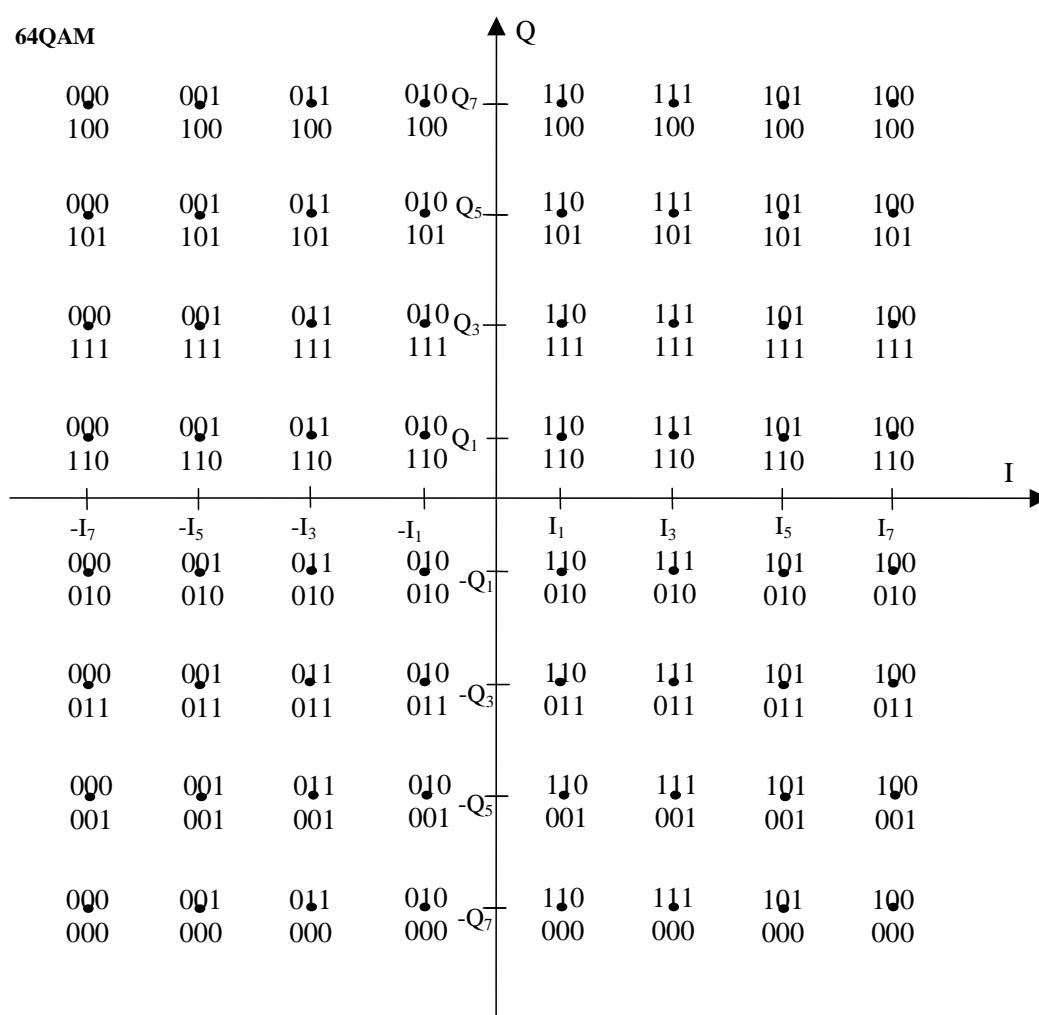 64QAM
Q
000 001 011 010 Q7 110 111 101 100
100 100 100 100 100 100 100 100
000 001 011 010 Q5 110 111 101 100
101 101 101 101 101 101 101 101
000 001 011 010 Q3 110 111 101 100
111 111 111 111 111 111 111 111
000 001 011 010 Q1 110 111 101 100
110 110 110 110 110 110 110 110
I
-I7 -I5 -I3 -I1 I1 I3 I5 I7
000 001 011 010 -Q1 110 111 101 100
010 010 010 010 010 010 010 010
000 001 011 010 -Q3 110 111 101 100
011 011 011 011 011 011 011 011
000 001 011 010 -Q5 110 111 101 100
001 001 001 001 001 001 001 001
000 001 011 010 -Q7 110 111 101 100
000 000 000 000 000 000 000 000